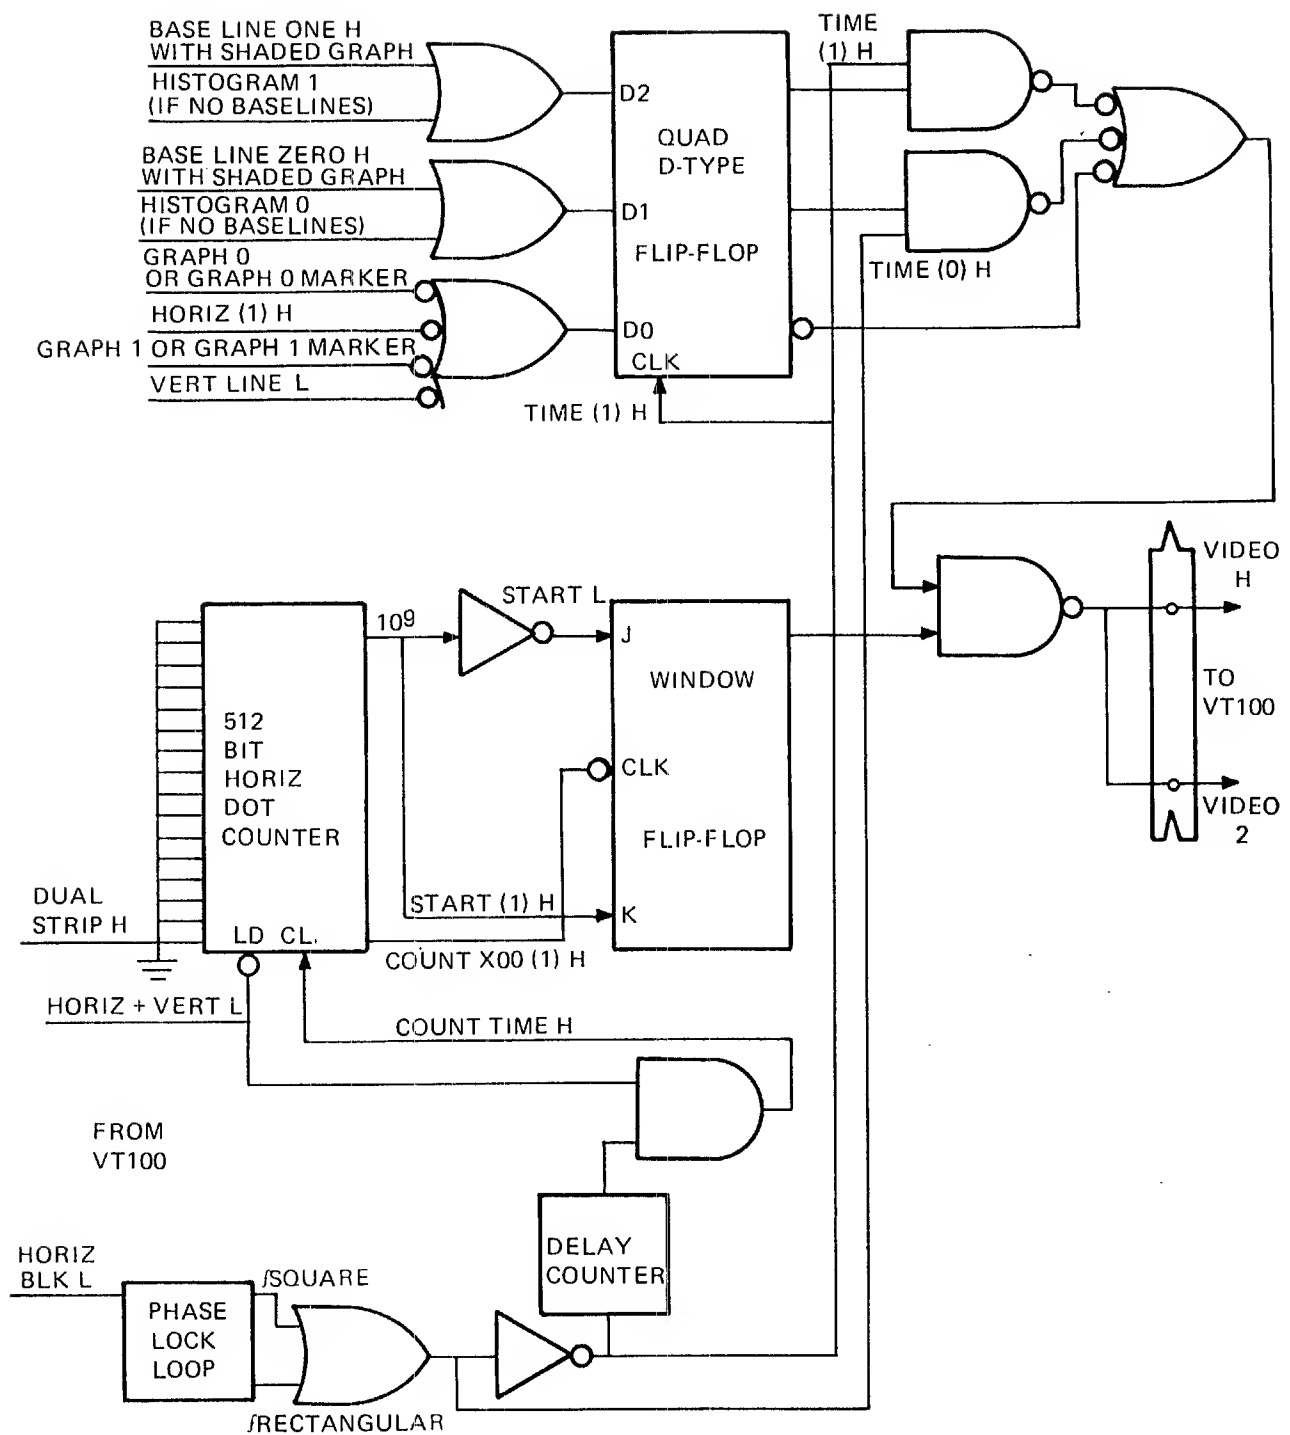 BASE LINE ONE H
WITH SHADED GRAPH
HISTOGRAM 1
(IF NO BASELINES)
BASE LINE ZERO H
WITH SHADED GRAPH
HISTOGRAM 0
(IF NO BASELINES)
GRAPH 0
OR GRAPH 0 MARKER
HORIZ (1) H
GRAPH 1 OR GRAPH 1 MARKER
VERT LINE L
D2
QUAD
D-TYPE
D1
FLIP-FLOP
D0
CLK
TIME (1) H
TIME
(1) H
TIME (0) H
109
START L
J
WINDOW
CLK
FLIP-FLOP
K
512
BIT
HORIZ
DOT
COUNTER
LD CL
START (1) H
COUNT X00 (1) H
VIDEO
H
TO
VT100
VIDEO
2
DUAL
STRIP H
HORIZ + VERT L
COUNT TIME H
FROM
VT100
DELAY
COUNTER
HORIZ
BLK L
PHASE
LOCK
LOOP
∫SQUARE
∫RECTANGULAR